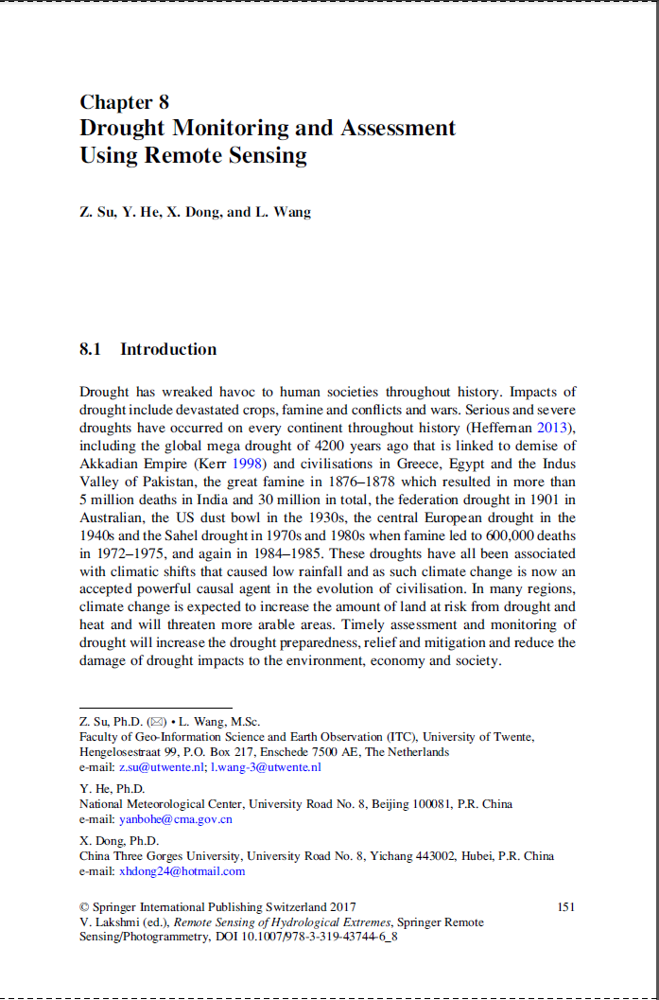 Chapter 8
Drought Monitoring and Assessment
Using Remote Sensing
Z. Su, Y. He, X. Dong, and L. Wang
8.1 Introduction
Drought has wreaked havoc to human societies throughout history. Impacts of
drought include devastated crops, famine and conflicts and wars. Serious and severe
droughts have occurred on every continent throughout history (Heffernan 2013),
including the global mega drought of 4200 years ago that is linked to demise of
Akkadian Empire (Kerr 1998) and civilisations in Greece, Egypt and the Indus
Valley of Pakistan, the great famine in 1876–1878 which resulted in more than
5 million deaths in India and 30 million in total, the federation drought in 1901 in
Australian, the US dust bowl in the 1930s, the central European drought in the
1940s and the Sahel drought in 1970s and 1980s when famine led to 600,000 deaths
in 1972–1975, and again in 1984–1985. These droughts have all been associated
with climatic shifts that caused low rainfall and as such climate change is now an
accepted powerful causal agent in the evolution of civilisation. In many regions,
climate change is expected to increase the amount of land at risk from drought and
heat and will threaten more arable areas. Timely assessment and monitoring of
drought will increase the drought preparedness, relief and mitigation and reduce the
damage of drought impacts to the environment, economy and society.
Z. Su, Ph.D. (✉) • L. Wang, M.Sc.
Faculty of Geo-Information Science and Earth Observation (ITC), University of Twente,
Hengelosestraat 99, P.O. Box 217, Enschede 7500 AE, The Netherlands
e-mail: z.su@utwente.nl; l.wang-3@utwente.nl
Y. He, Ph.D.
National Meteorological Center, University Road No. 8, Beijing 100081, P.R. China
e-mail: yanbohe@cma.gov.cn
X. Dong, Ph.D.
China Three Gorges University, University Road No. 8, Yichang 443002, Hubei, P.R. China
e-mail: xhdong24@hotmail.com
© Springer International Publishing Switzerland 2017 151
V. Lakshmi (ed.), Remote Sensing of Hydrological Extremes, Springer Remote
Sensing/Photogrammetry, DOI 10.1007/978-3-319-43744-6_8